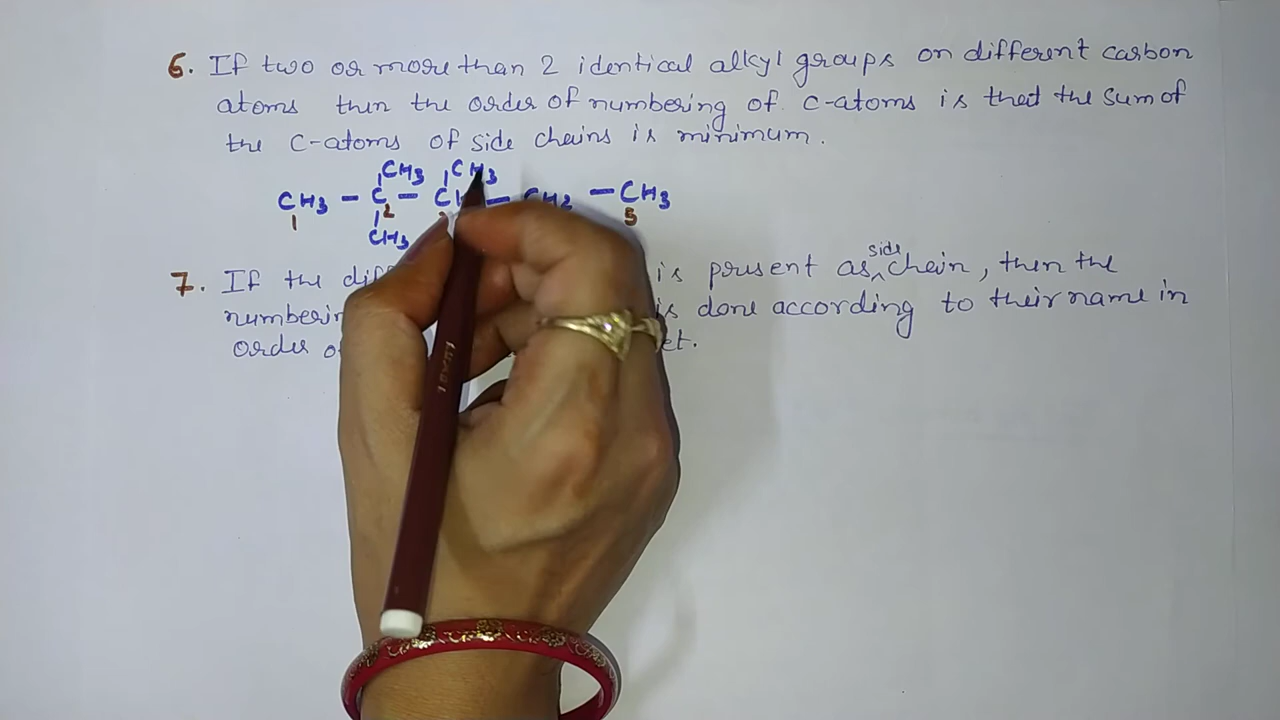 6. If two or more than 2 identical alkyl groups on different carbon
atoms then the order of numbering of C-atoms is that the sum of
the C-atoms of side chains is minimum.
CH3 CH3
CH3 - C - CH - CH2 - CH3
1 2 5
CH3
side
7. If the is present as ^ chain, then the
is done according to their name in
order